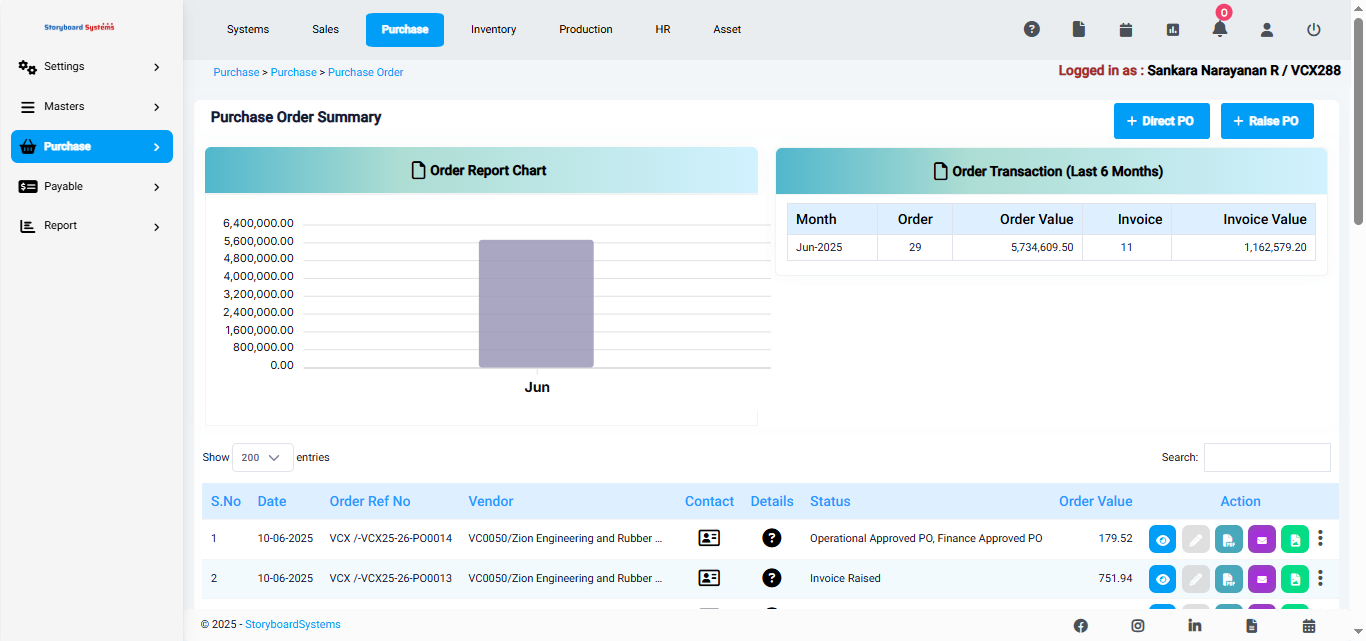 Storyboard Systems
Systems Sales Purchase Inventory Production HR Asset 0
Settings
Masters
Purchase
Payable
Report
Purchase > Purchase > Purchase Order
Logged in as : Sankara Narayanan R / VCX288
Purchase Order Summary
+ Direct PO + Raise PO
Order Report Chart
6,400,000.00
5,600,000.00
4,800,000.00
4,000,000.00
3,200,000.00
2,400,000.00
1,600,000.00
800,000.00
0.00
Jun
Order Transaction (Last 6 Months)
Month Order Order Value Invoice Invoice Value
Jun-2025 29 5,734,609.50 11 1,162,579.20
Show 200 entries
Search:
S.No Date Order Ref No Vendor Contact Details Status Order Value Action
1 10-06-2025 VCX /-VCX25-26-PO0014 VC0050/Zion Engineering and Rubber ... Operational Approved PO, Finance Approved PO 179.52
2 10-06-2025 VCX /-VCX25-26-PO0013 VC0050/Zion Engineering and Rubber ... Invoice Raised 751.94
© 2025 - StoryboardSystems